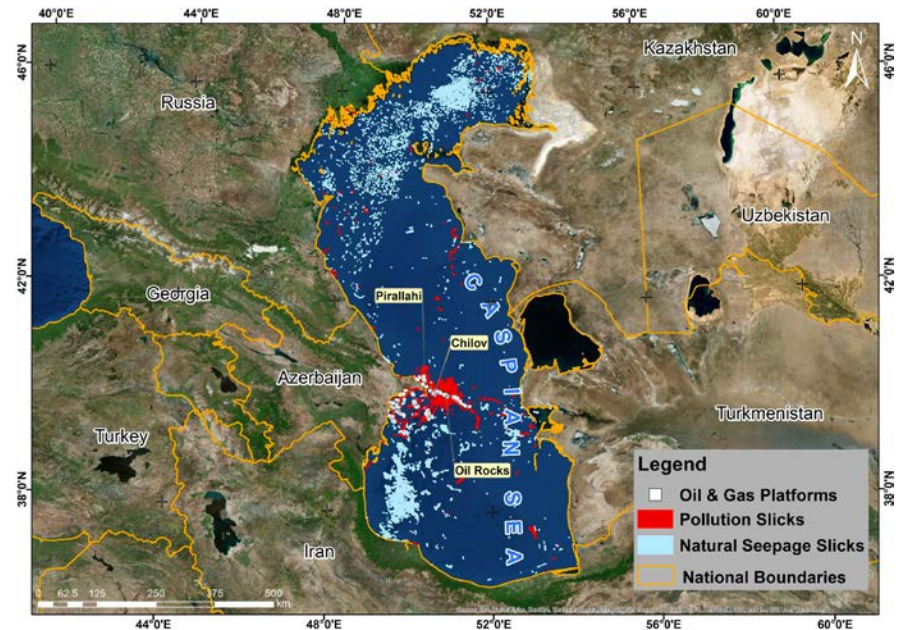 40°0'E 44°0'E 48°0'E 52°0'E 56°0'E 60°0'E
46°0'N
46°0'N
N
Kazakhstan
Russia
Uzbekistan
42°0'N
42°0'N
Georgia
Pirallahi
Chilov
CASPIAN SEA
Azerbaijan
Turkmenistan
Turkey
Oil Rocks
Legend
Oil & Gas Platforms
Pollution Slicks
Natural Seepage Slicks
National Boundaries
38°0'N
38°0'N
Iran
0 62.5 125 250 375 500
km
44°0'E 48°0'E 52°0'E 56°0'E 60°0'E